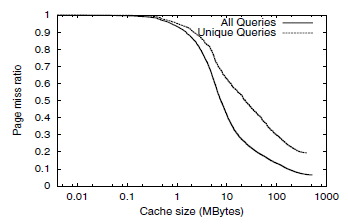 1
0.9
0.8
0.7
0.6
0.5
0.4
0.3
0.2
0.1
0
Page miss ratio
All Queries
Unique Queries
0.01 0.1 1 10 100 1000
Cache size (MBytes)